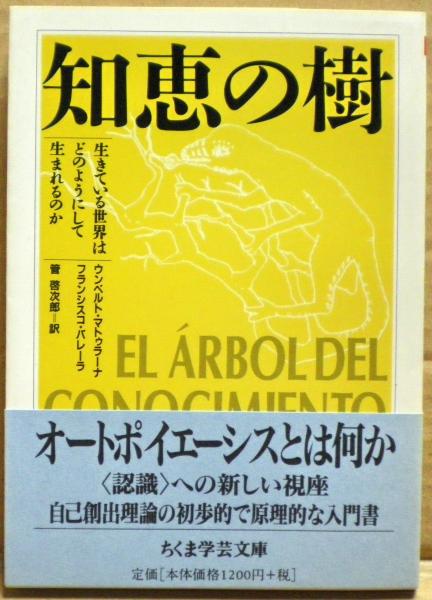 知恵の樹
生きている世界は
どのようにして
生まれるのか
ウンベルト・マトゥラーナ
フランシスコ・バレーラ
管 啓次郎=訳
EL ÁRBOL DEL
CONOCIMIENTO
オートポイエーシスとは何か
〈認識〉への新しい視座
自己創出理論の初歩的で原理的な入門書
ちくま学芸文庫
定価[本体価格1200円+税]